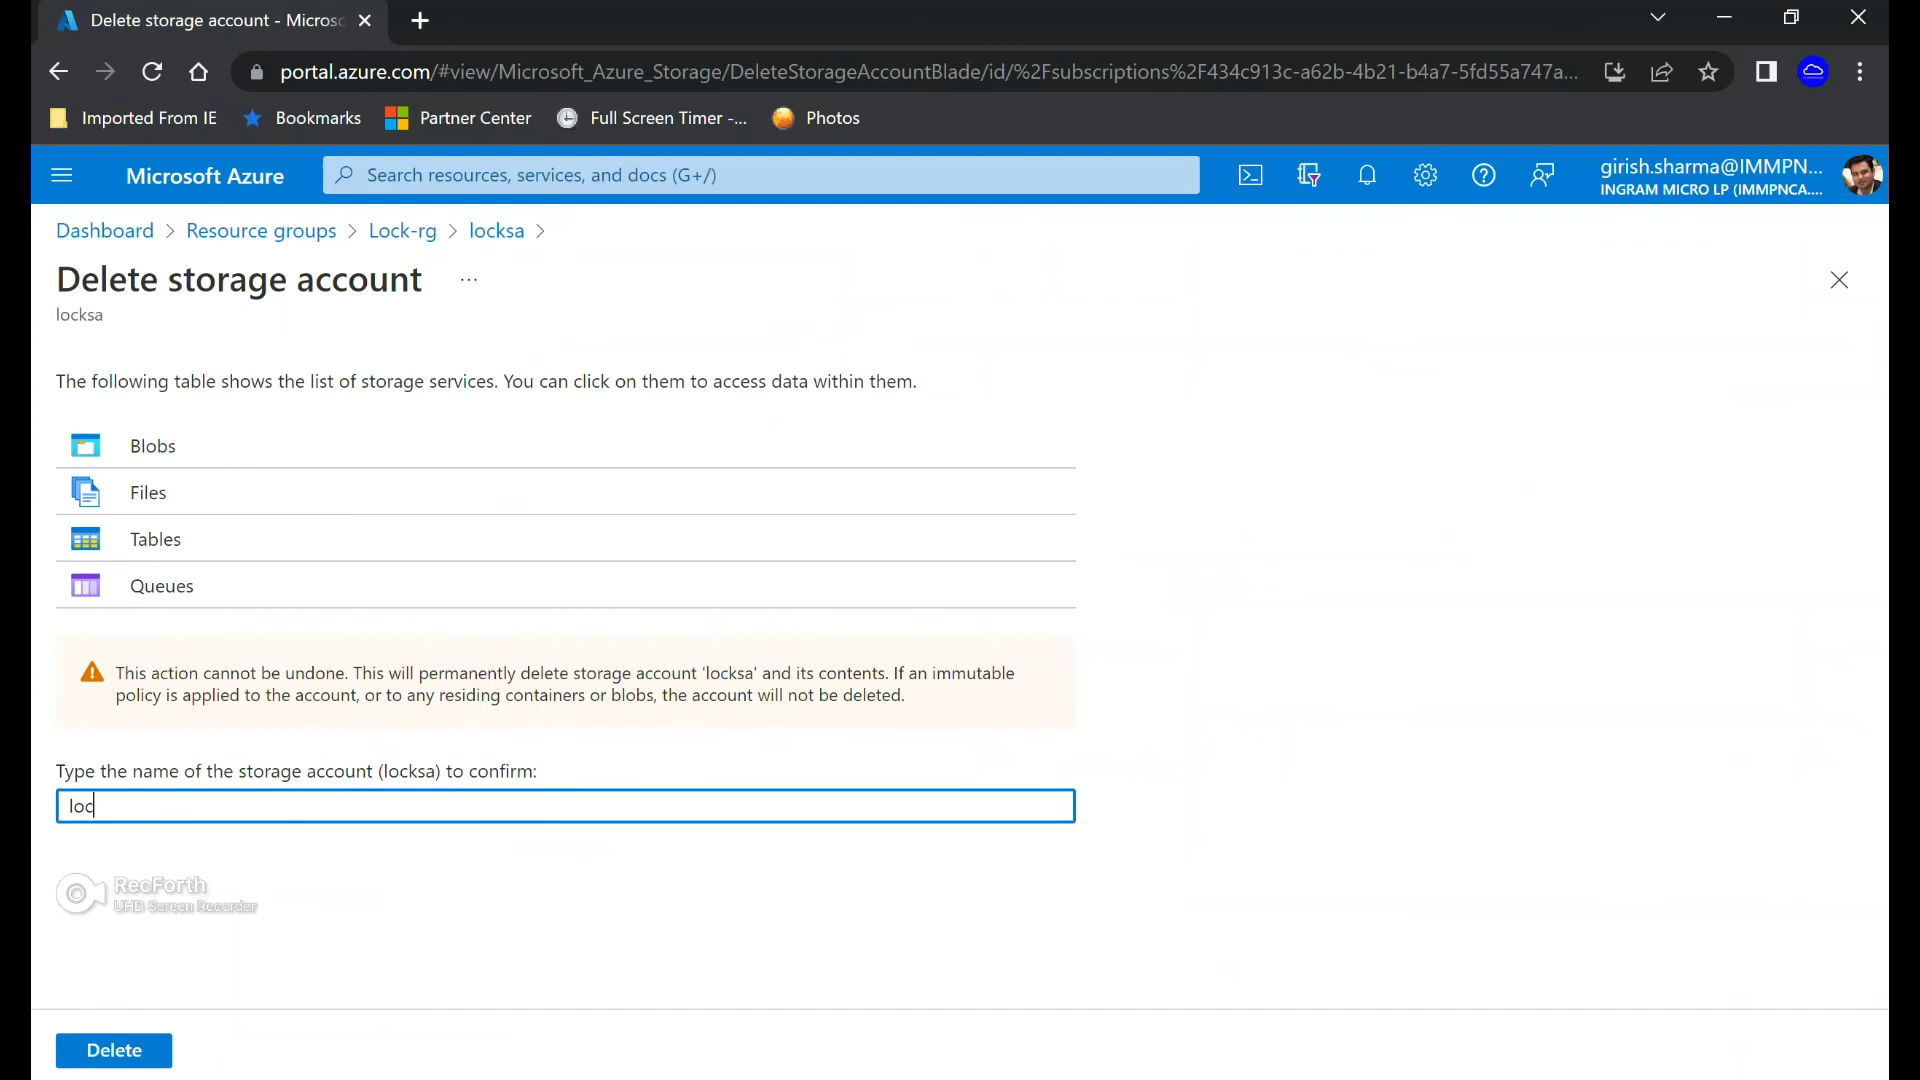 Delete storage account - Micros
portal.azure.com/#view/Microsoft_Azure_Storage/DeleteStorageAccountBlade/id/%2Fsubscriptions%2F434c913c-a62b-4b21-b4a7-5fd55a747a...
Imported From IE
Bookmarks
Partner Center
Full Screen Timer -...
Photos
Microsoft Azure
Search resources, services, and docs (G+/)
girish.sharma@IMMPN...
INGRAM MICRO LP (IMMPNCA....
Dashboard > Resource groups > Lock-rg > locksa >
Delete storage account ...
locksa
The following table shows the list of storage services. You can click on them to access data within them.
Blobs
Files
Tables
Queues
This action cannot be undone. This will permanently delete storage account 'locksa' and its contents. If an immutable
policy is applied to the account, or to any residing containers or blobs, the account will not be deleted.
Type the name of the storage account (locksa) to confirm:
loc
RecForth
UHD Screen Recorder
Delete